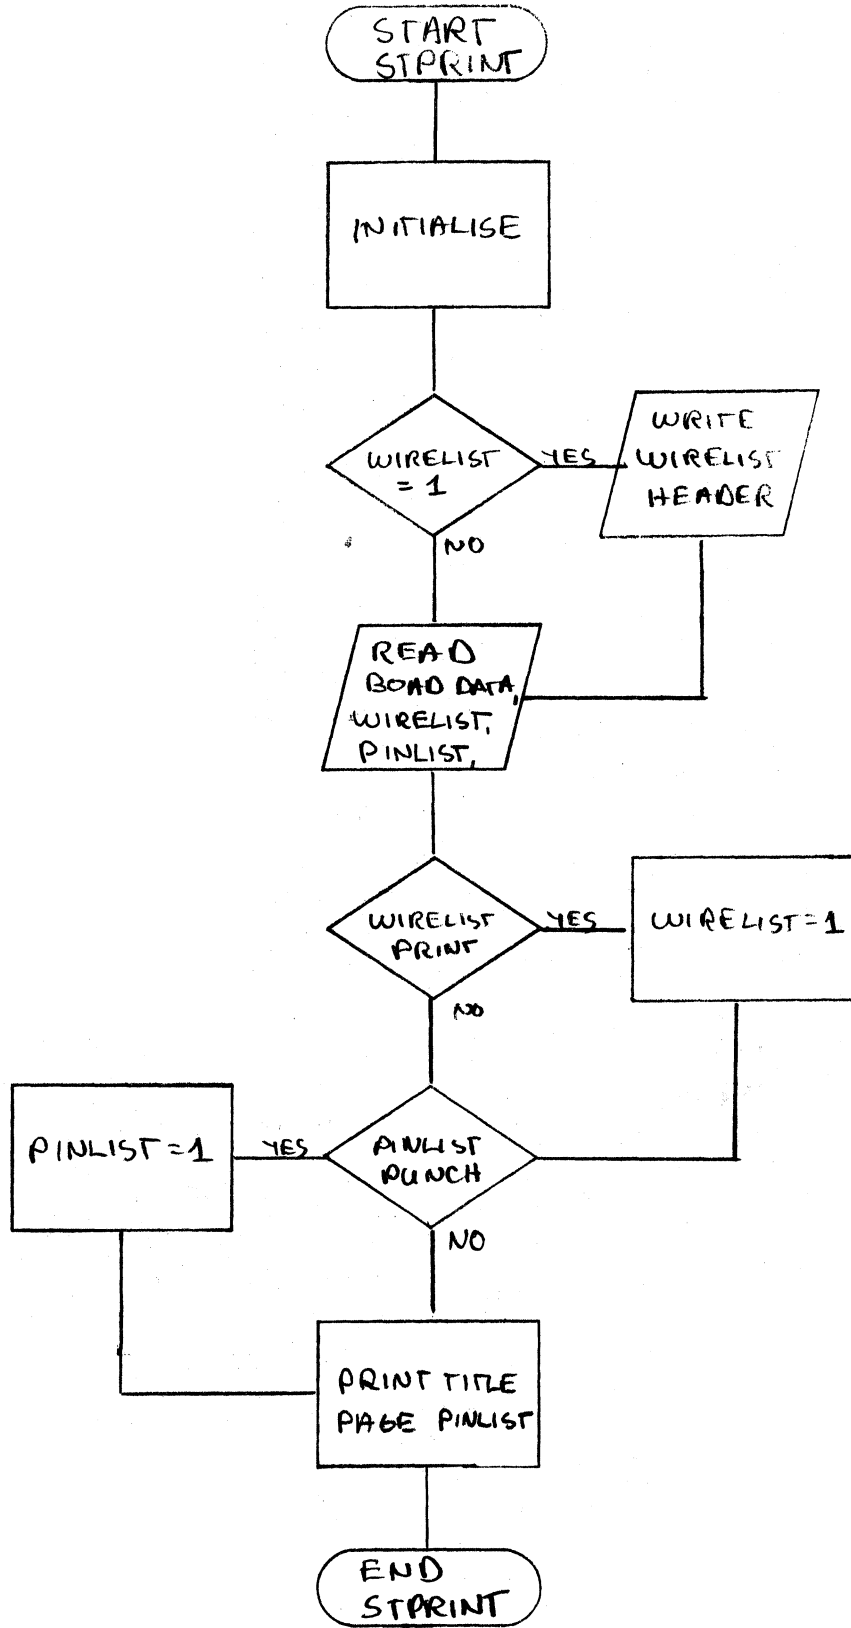 START
STPRINT
INITIALISE
WIRELIST
= 1
YES
WRITE
WIRELIST
HEADER
NO
READ
BOAD DATA,
WIRELIST,
PINLIST,
WIRELIST
PRINT
YES
WIRELIST=1
NO
PINLIST=1
YES
PINLIST
PUNCH
NO
PRINT TITLE
PAGE PINLIST
END
STPRINT